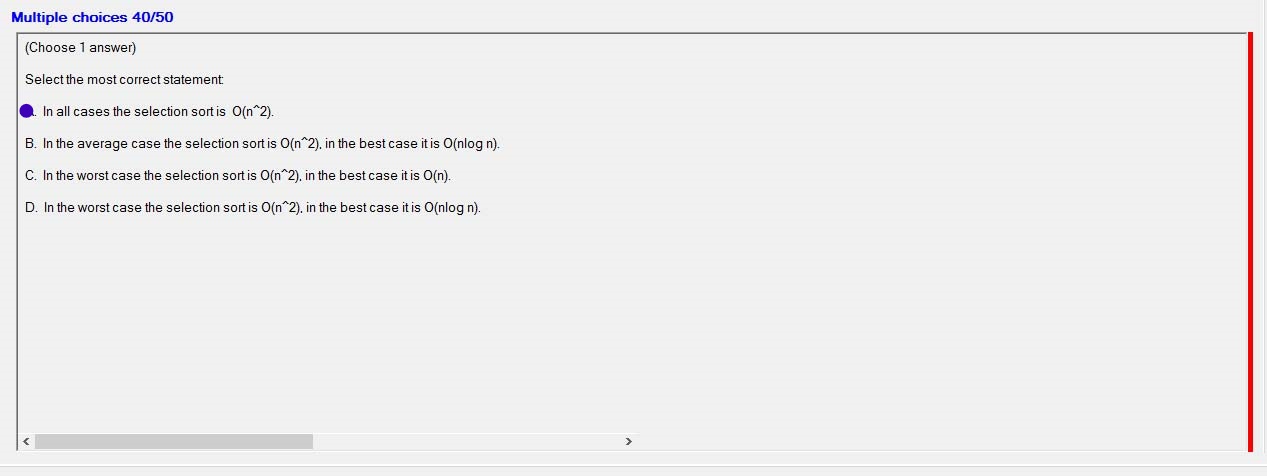 Multiple choices 40/50
(Choose 1 answer)
Select the most correct statement:
. In all cases the selection sort is O(n^2).
B. In the average case the selection sort is O(n^2), in the best case it is O(nlog n).
C. In the worst case the selection sort is O(n^2), in the best case it is O(n).
D. In the worst case the selection sort is O(n^2), in the best case it is O(nlog n).